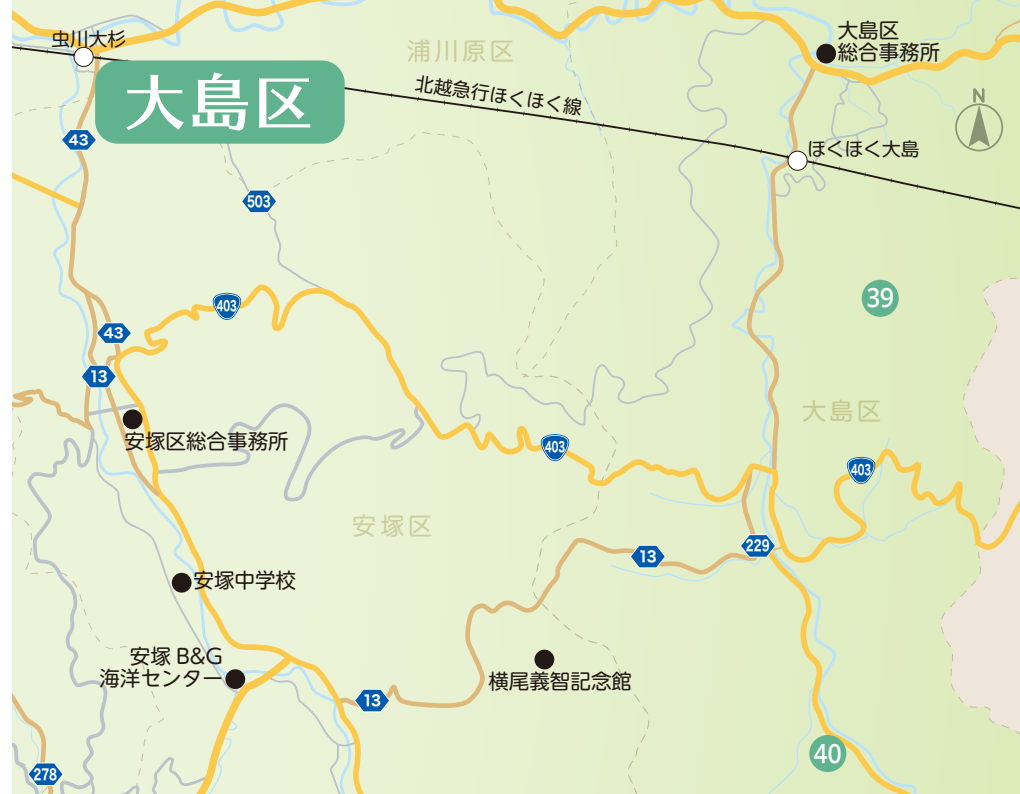 虫川大杉
大島区
浦川原区
大島区
総合事務所
北越急行ほくほく線
N
43
ほくほく大島
503
39
403
43
13
大島区
安塚区総合事務所
403
403
安塚区
229
13
安塚中学校
安塚 B&G
海洋センター
横尾義智記念館
13
40
278